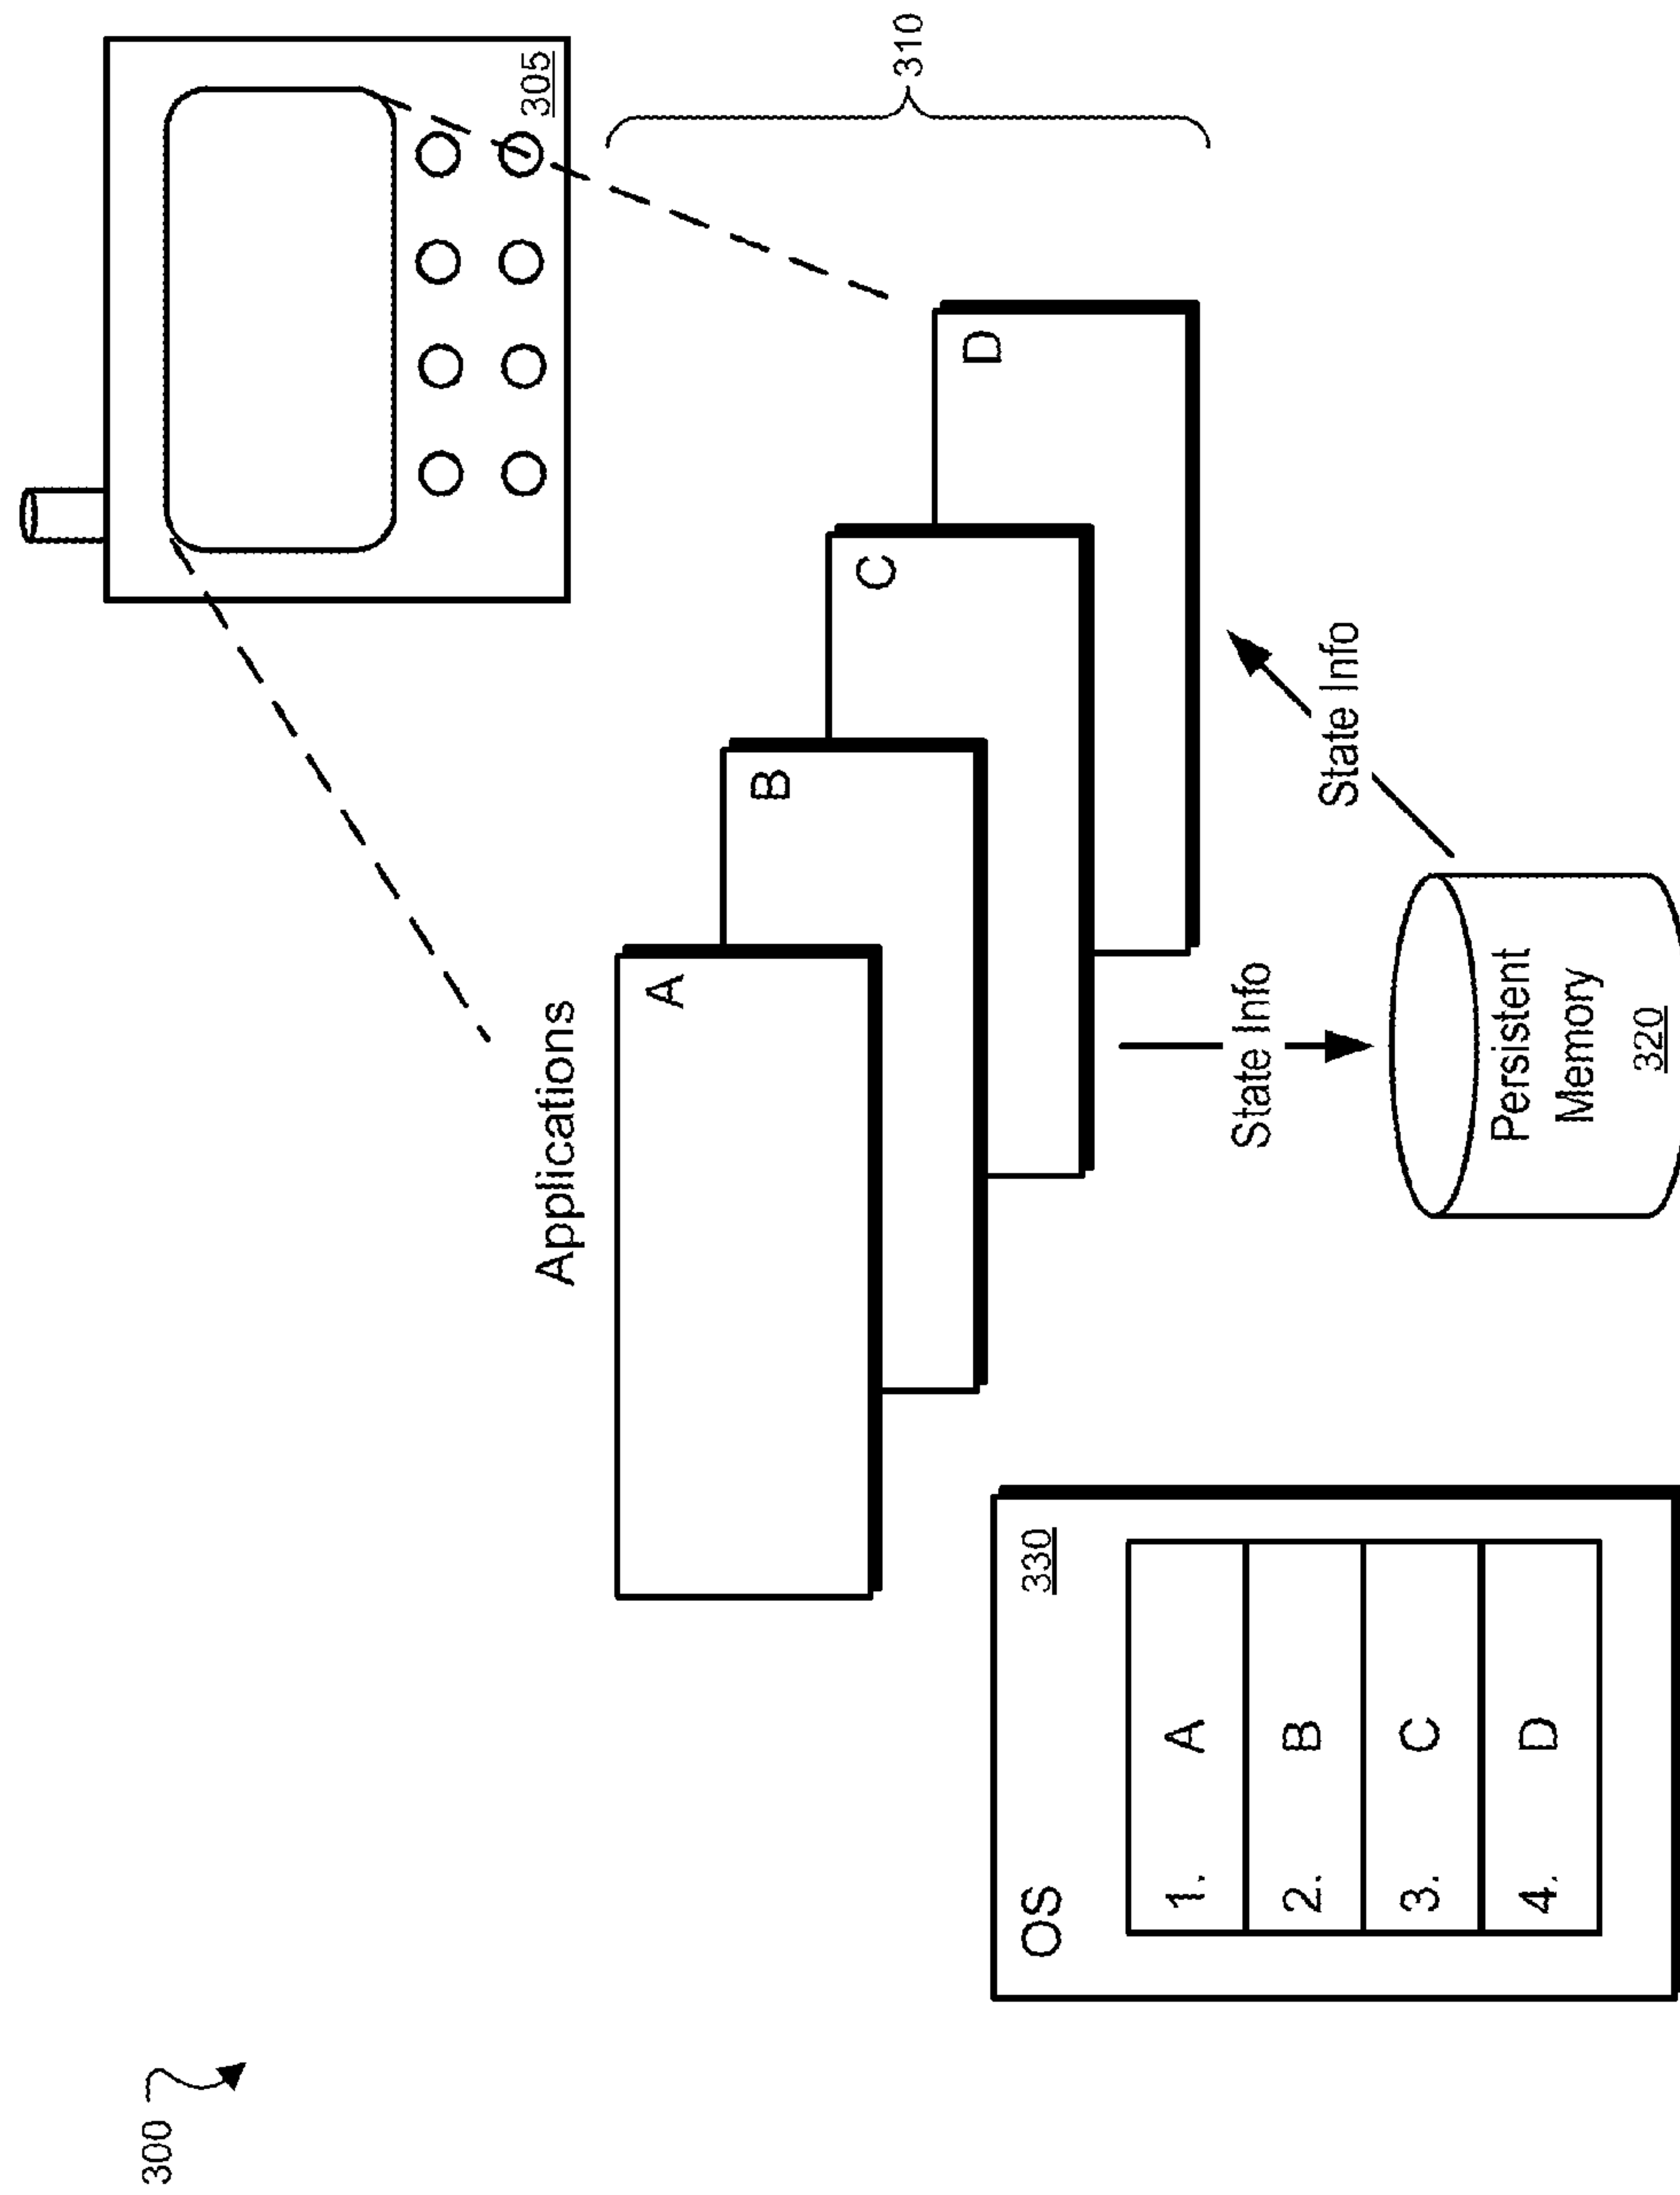 300
305
310
Applications
A
B
C
D
OS
330
1. A
2. B
3. C
4. D
State Info
State Info
Persistent
Memory
320